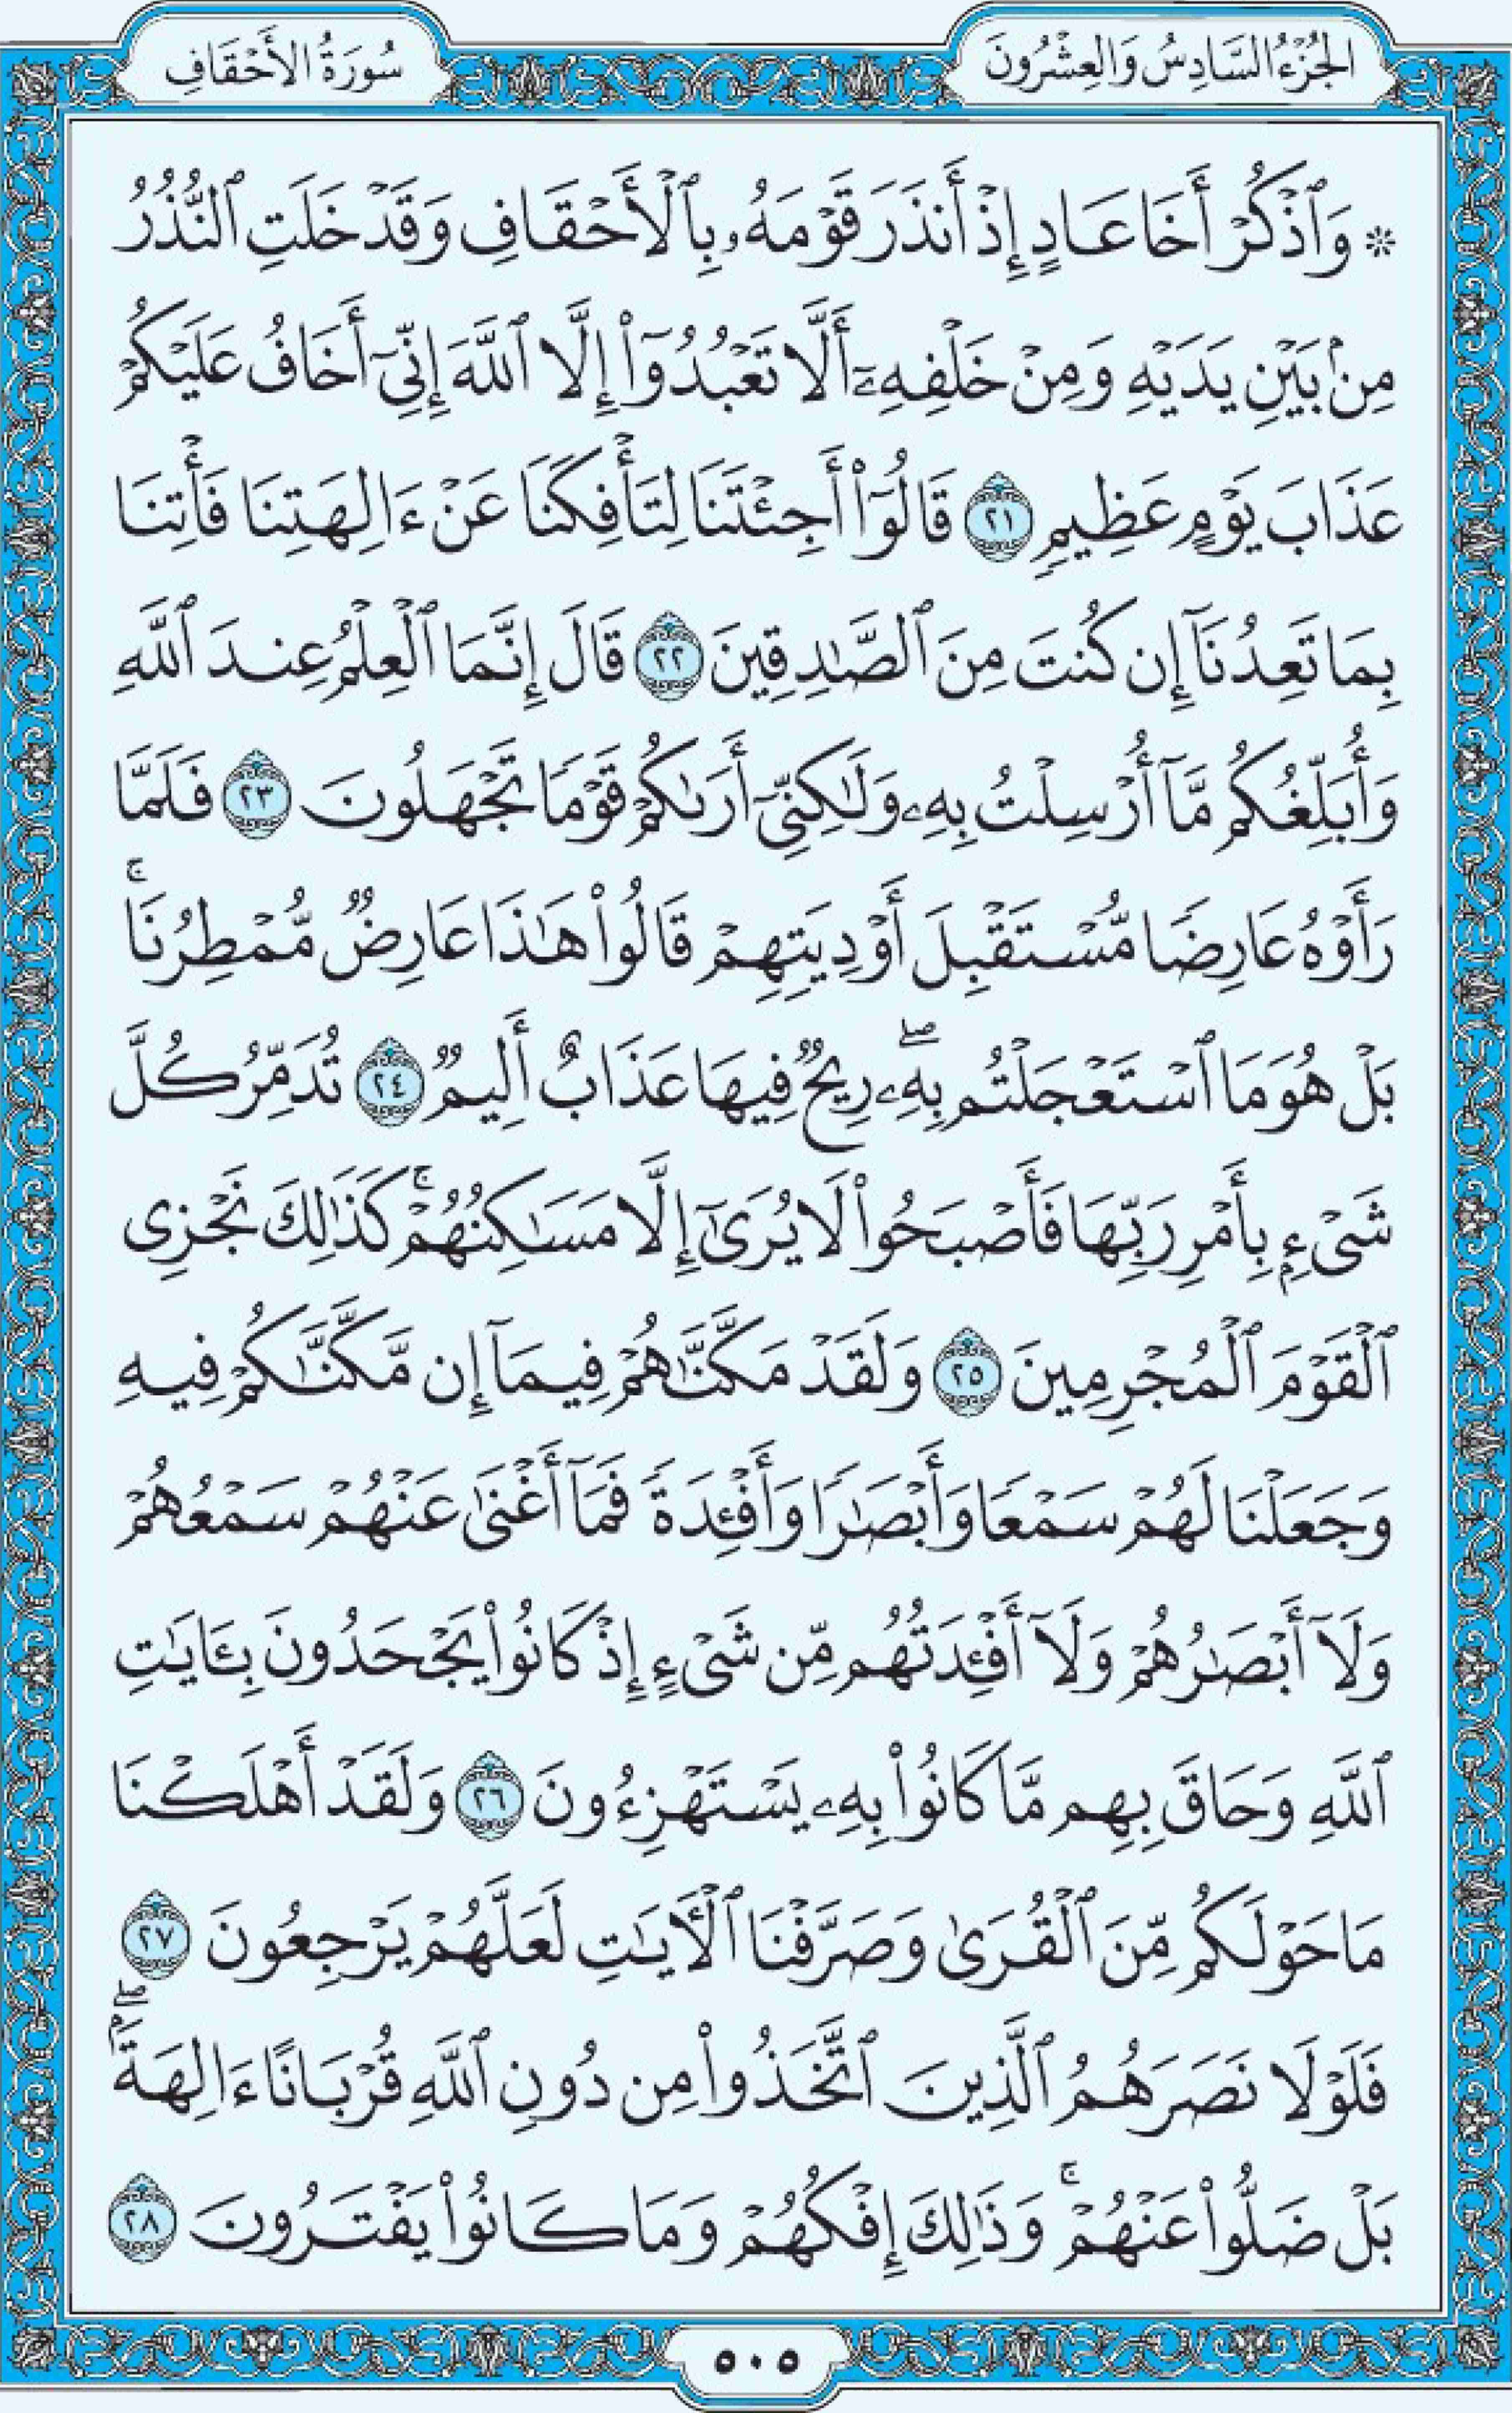 الجُزْءُ السَّادِسُ وَالعِشْرُونَ
سُورَةُ الأَحْقَافِ
۞ وَٱذْكُرْ أَخَا عَادٍ إِذْ أَنذَرَ قَوْمَهُۥ بِٱلْأَحْقَافِ وَقَدْ خَلَتِ ٱلنُّذُرُ
مِنۢ بَيْنِ يَدَيْهِ وَمِنْ خَلْفِهِۦٓ أَلَّا تَعْبُدُوٓا۟ إِلَّا ٱللَّهَ إِنِّىٓ أَخَافُ عَلَيْكُمْ
عَذَابَ يَوْمٍ عَظِيمٍ ٢١ قَالُوٓا۟ أَجِئْتَنَا لِتَأْفِكَنَا عَنْ ءَالِهَتِنَا فَأْتِنَا
بِمَا تَعِدُنَآ إِن كُنتَ مِنَ ٱلصَّٰدِقِينَ ٢٢ قَالَ إِنَّمَا ٱلْعِلْمُ عِندَ ٱللَّهِ
وَأُبَلِّغُكُم مَّآ أُرْسِلْتُ بِهِۦ وَلَٰكِنِّىٓ أَرَىٰكُمْ قَوْمًا تَجْهَلُونَ ٢٣ فَلَمَّا
رَأَوْهُ عَارِضًا مُّسْتَقْبِلَ أَوْدِيَتِهِمْ قَالُوا۟ هَٰذَا عَارِضٌ مُّمْطِرُنَا ۚ
بَلْ هُوَ مَا ٱسْتَعْجَلْتُم بِهِۦ ۖ رِيحٌ فِيهَا عَذَابٌ أَلِيمٌ ٢٤ تُدَمِّرُ كُلَّ
شَىْءٍۭ بِأَمْرِ رَبِّهَا فَأَصْبَحُوا۟ لَا يُرَىٰٓ إِلَّا مَسَٰكِنُهُمْ ۚ كَذَٰلِكَ نَجْزِى
ٱلْقَوْمَ ٱلْمُجْرِمِينَ ٢٥ وَلَقَدْ مَكَّنَّٰهُمْ فِيمَآ إِن مَّكَّنَّٰكُمْ فِيهِ
وَجَعَلْنَا لَهُمْ سَمْعًا وَأَبْصَٰرًا وَأَفْـِٔدَةً فَمَآ أَغْنَىٰ عَنْهُمْ سَمْعُهُمْ
وَلَآ أَبْصَٰرُهُمْ وَلَآ أَفْـِٔدَتُهُم مِّن شَىْءٍ إِذْ كَانُوا۟ يَجْحَدُونَ بِـَٔايَٰتِ
ٱللَّهِ وَحَاقَ بِهِم مَّا كَانُوا۟ بِهِۦ يَسْتَهْزِءُونَ ٢٦ وَلَقَدْ أَهْلَكْنَا
مَا حَوْلَكُم مِّنَ ٱلْقُرَىٰ وَصَرَّفْنَا ٱلْـَٔايَٰتِ لَعَلَّهُمْ يَرْجِعُونَ ٢٧
فَلَوْلَا نَصَرَهُمُ ٱلَّذِينَ ٱتَّخَذُوا۟ مِن دُونِ ٱللَّهِ قُرْبَانًا ءَالِهَةًۢ ۖ
بَلْ ضَلُّوا۟ عَنْهُمْ ۚ وَذَٰلِكَ إِفْكُهُمْ وَمَا كَانُوا۟ يَفْتَرُونَ ٢٨
٥٠٥